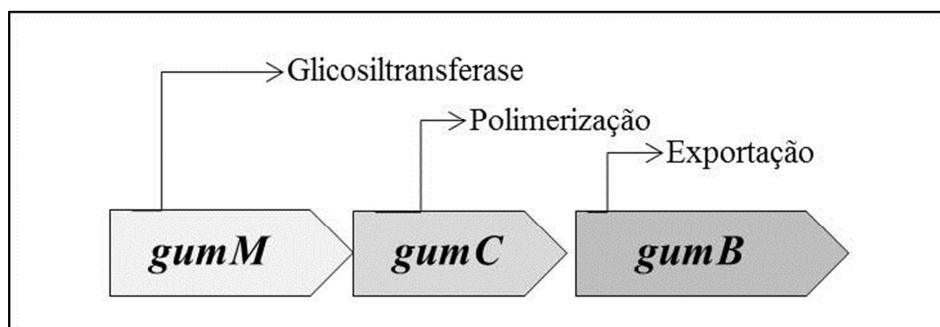 Glicosiltransferase
Polimerização
Exportação
gumM
gumC
gumB